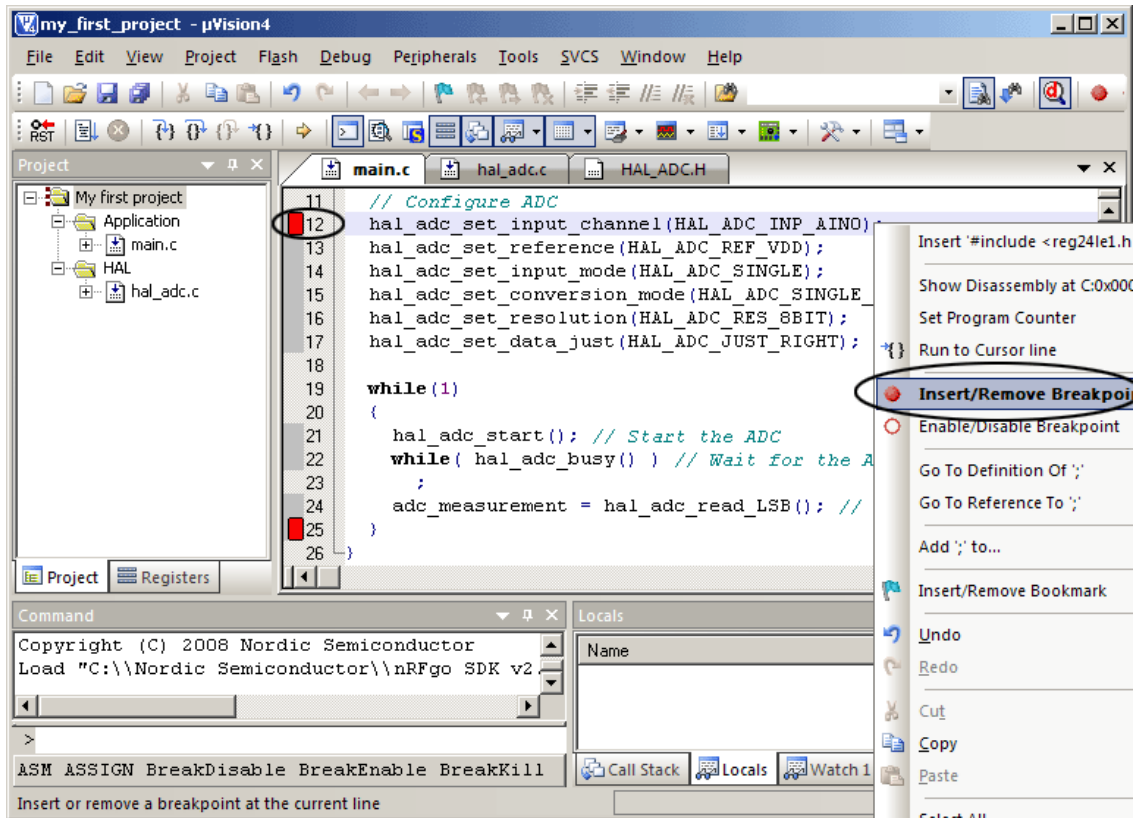 my_first_project - µVision4
File Edit View Project Flash Debug Peripherals Tools SVCS Window Help
RST
Project
My first project
Application
main.c
HAL
hal_adc.c
Project Registers
main.c hal_adc.c HAL_ADC.H
11 // Configure ADC
12 hal_adc_set_input_channel(HAL_ADC_INP_AIN0);
13 hal_adc_set_reference(HAL_ADC_REF_VDD);
14 hal_adc_set_input_mode(HAL_ADC_SINGLE);
15 hal_adc_set_conversion_mode(HAL_ADC_SINGLE_
16 hal_adc_set_resolution(HAL_ADC_RES_8BIT);
17 hal_adc_set_data_just(HAL_ADC_JUST_RIGHT);
18
19 while(1)
20 {
21 hal_adc_start(); // Start the ADC
22 while( hal_adc_busy() ) // Wait for the A
23 ;
24 adc_measurement = hal_adc_read_LSB(); //
25 }
26 }
Insert '#include <reg24le1.h
Show Disassembly at C:0x000
Set Program Counter
Run to Cursor line
Insert/Remove Breakpoi
Enable/Disable Breakpoint
Go To Definition Of ';'
Go To Reference To ';'
Add ';' to...
Insert/Remove Bookmark
Undo
Redo
Cut
Copy
Paste
Select All
Command
Copyright (C) 2008 Nordic Semiconductor
Load "C:\\Nordic Semiconductor\\nRFgo SDK v2.
>
ASM ASSIGN BreakDisable BreakEnable BreakKill
Locals
Name
Call Stack Locals Watch 1
Insert or remove a breakpoint at the current line